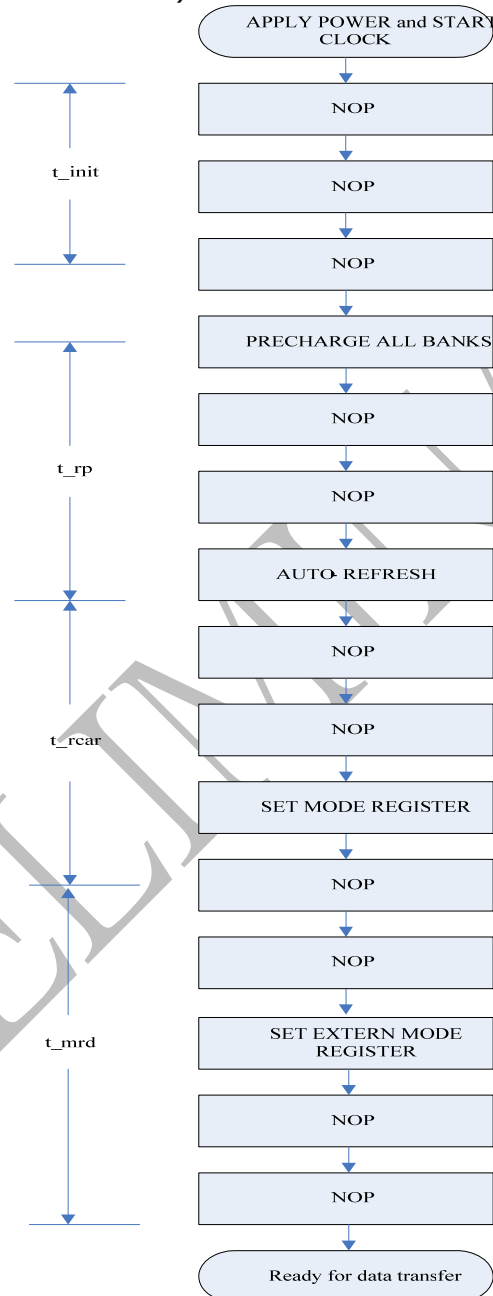 )
APPLY POWER and START
CLOCK
NOP
t_init
NOP
NOP
PRECHARGE ALL BANKS
NOP
t_rp
NOP
AUTO- REFRESH
NOP
NOP
t_rcar
SET MODE REGISTER
NOP
NOP
SET EXTERN MODE
REGISTER
t_mrd
NOP
NOP
Ready for data transfer